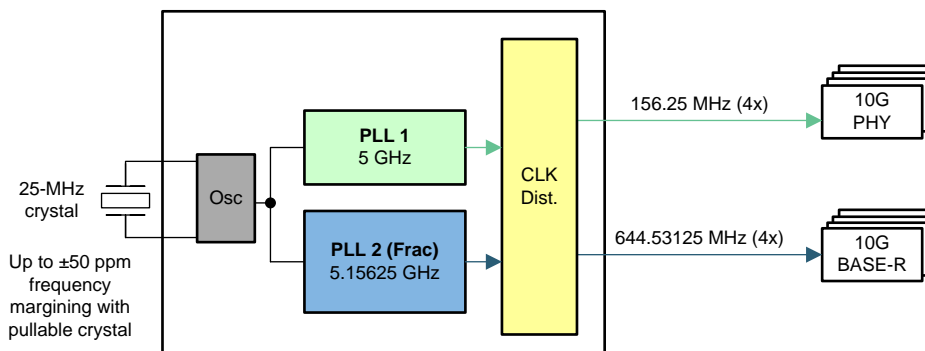 25-MHz
crystal
Up to ±50 ppm
frequency
margining with
pullable crystal
Osc
PLL 1
5 GHz
PLL 2 (Frac)
5.15625 GHz
CLK
Dist.
156.25 MHz (4x)
10G
PHY
644.53125 MHz (4x)
10G
BASE-R